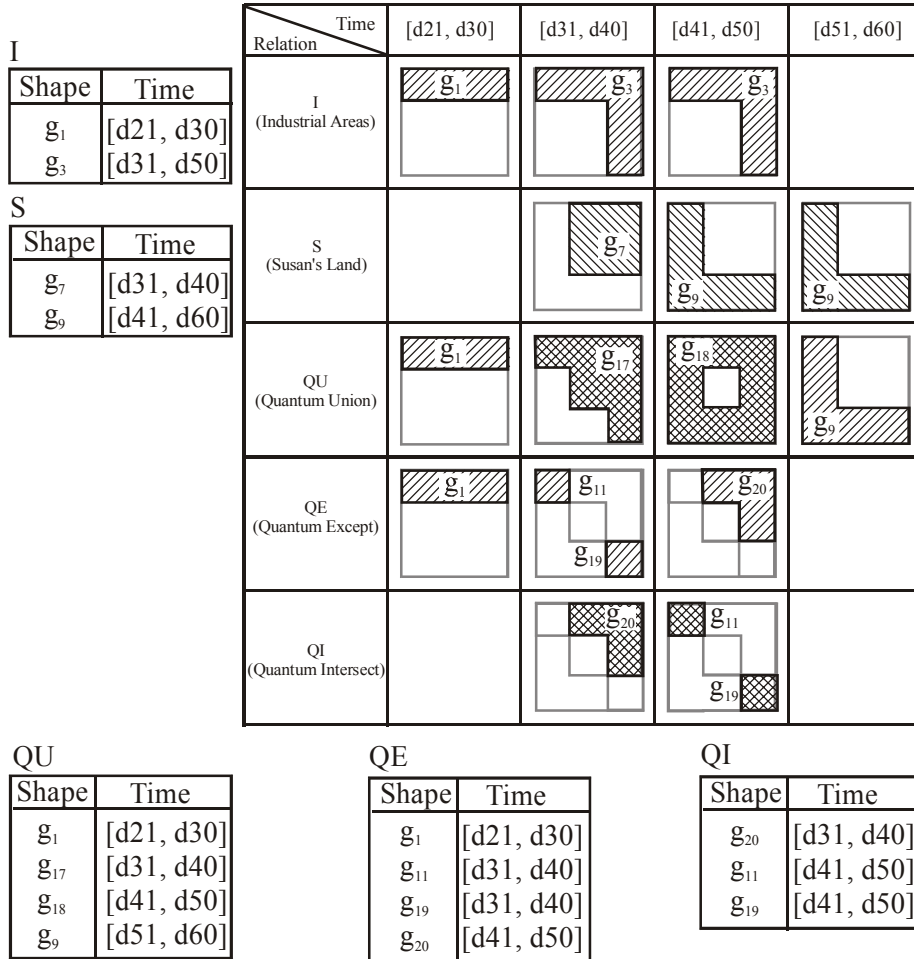 Time
Relation
[d21, d30]
[d31, d40]
[d41, d50]
[d51, d60]
I
Shape Time
g1 [d21, d30]
g3 [d31, d50]
I
(Industrial Areas)
g1
g3
g3
S
Shape Time
g7 [d31, d40]
g9 [d41, d60]
S
(Susan's Land)
g7
g9
g9
QU
(Quantum Union)
g1
g17
g18
g9
QE
(Quantum Except)
g1
g11
g19
g20
QI
(Quantum Intersect)
g20
g11
g19
QU
Shape Time
g1 [d21, d30]
g17 [d31, d40]
g18 [d41, d50]
g9 [d51, d60]
QE
Shape Time
g1 [d21, d30]
g11 [d31, d40]
g19 [d31, d40]
g20 [d41, d50]
QI
Shape Time
g20 [d31, d40]
g11 [d41, d50]
g19 [d41, d50]